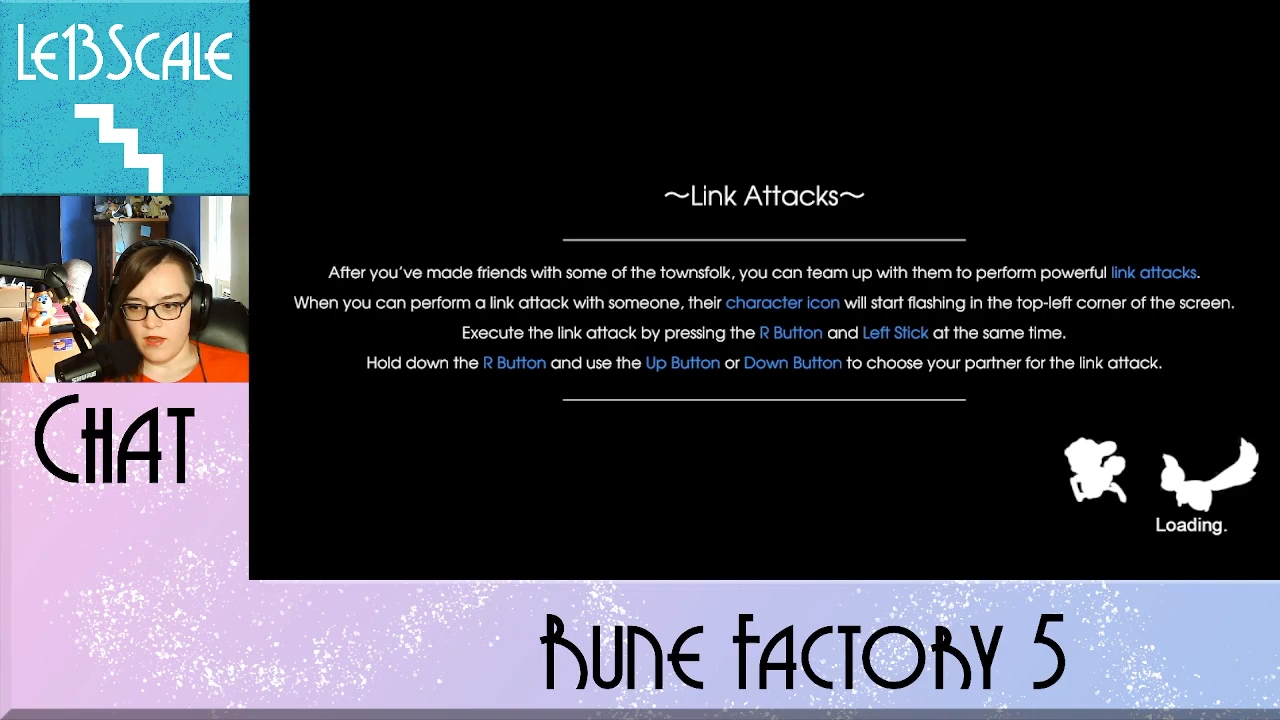 Le13Scale
~Link Attacks~
After you've made friends with some of the townsfolk, you can team up with them to perform powerful link attacks.
When you can perform a link attack with someone, their character icon will start flashing in the top-left corner of the screen.
Execute the link attack by pressing the R Button and Left Stick at the same time.
Hold down the R Button and use the Up Button or Down Button to choose your partner for the link attack.
SHURE
Chat
Loading.
Rune Factory 5